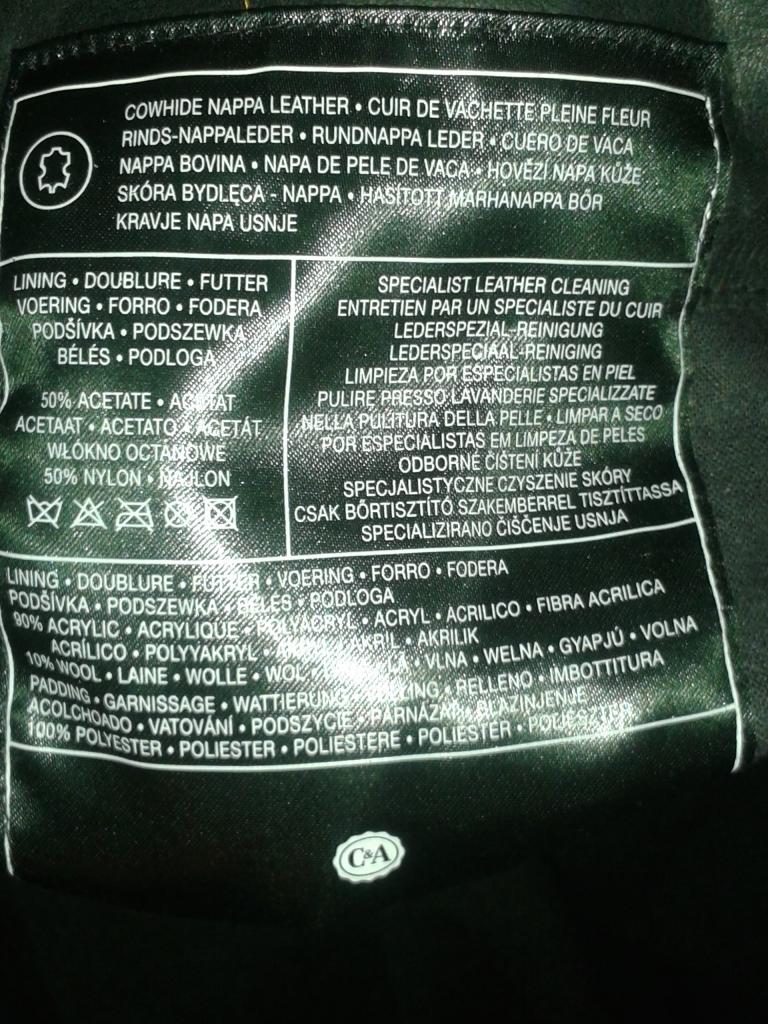 COWHIDE NAPPA LEATHER • CUIR DE VACHETTE PLEINE FLEUR
RINDS-NAPPALEDER • RUNDNAPPA LEDER • CUERO DE VACA
NAPPA BOVINA • NAPA DE PELE DE VACA • HOVĚZÍ NAPA KŮŽE
SKÓRA BYDLĘCA - NAPPA • HASÍTOTT MARHANAPPA BŐR
KRAVJE NAPA USNJE
LINING • DOUBLURE • FUTTER
VOERING • FORRO • FODERA
PODŠÍVKA • PODSZEWKA
BÉLÉS • PODLOGA
50% ACETATE • ACETAT
ACETAAT • ACETATO • ACETÁT
WŁÓKNO OCTANOWE
50% NYLON • NAJLON
SPECIALIST LEATHER CLEANING
ENTRETIEN PAR UN SPECIALISTE DU CUIR
LEDERSPEZIAL-REINIGUNG
LEDERSPECIAAL-REINIGING
LIMPIEZA POR ESPECIALISTAS EN PIEL
PULIRE PRESSO LAVANDERIE SPECIALIZZATE
NELLA PULITURA DELLA PELLE • LIMPAR A SECO
POR ESPECIALISTAS EM LIMPEZA DE PELES
ODBORNÉ ČIŠTENÍ KŮŽE
SPECJALISTYCZNE CZYSZENIE SKÓRY
CSAK BŐRTISZTÍTÓ SZAKEMBERREL TISZTÍTTASSA
SPECIALIZIRANO ČIŠČENJE USNJA
LINING • DOUBLURE • FUTTER • VOERING • FORRO • FODERA
PODŠÍVKA • PODSZEWKA • BÉLÉS • PODLOGA
90% ACRYLIC • ACRYLIQUE • POLYACRYL • ACRYL • ACRILICO • FIBRA ACRILICA
ACRÍLICO • POLYYAKRYL • AKRIL • AKRILIK
10% WOOL • LAINE • WOLLE • WOL • VLNA • WELNA • GYAPJÚ • VOLNA
PADDING • GARNISSAGE • WATTIERUNG • RELLENO • IMBOTTITURA
ACOLCHOADO • VATOVÁNÍ • PODSZYCIE • PÁRNÁZAT • BLAZINJENJE
100% POLYESTER • POLIESTER • POLIESTERE • POLIESTER • POLIESZTER
C&A